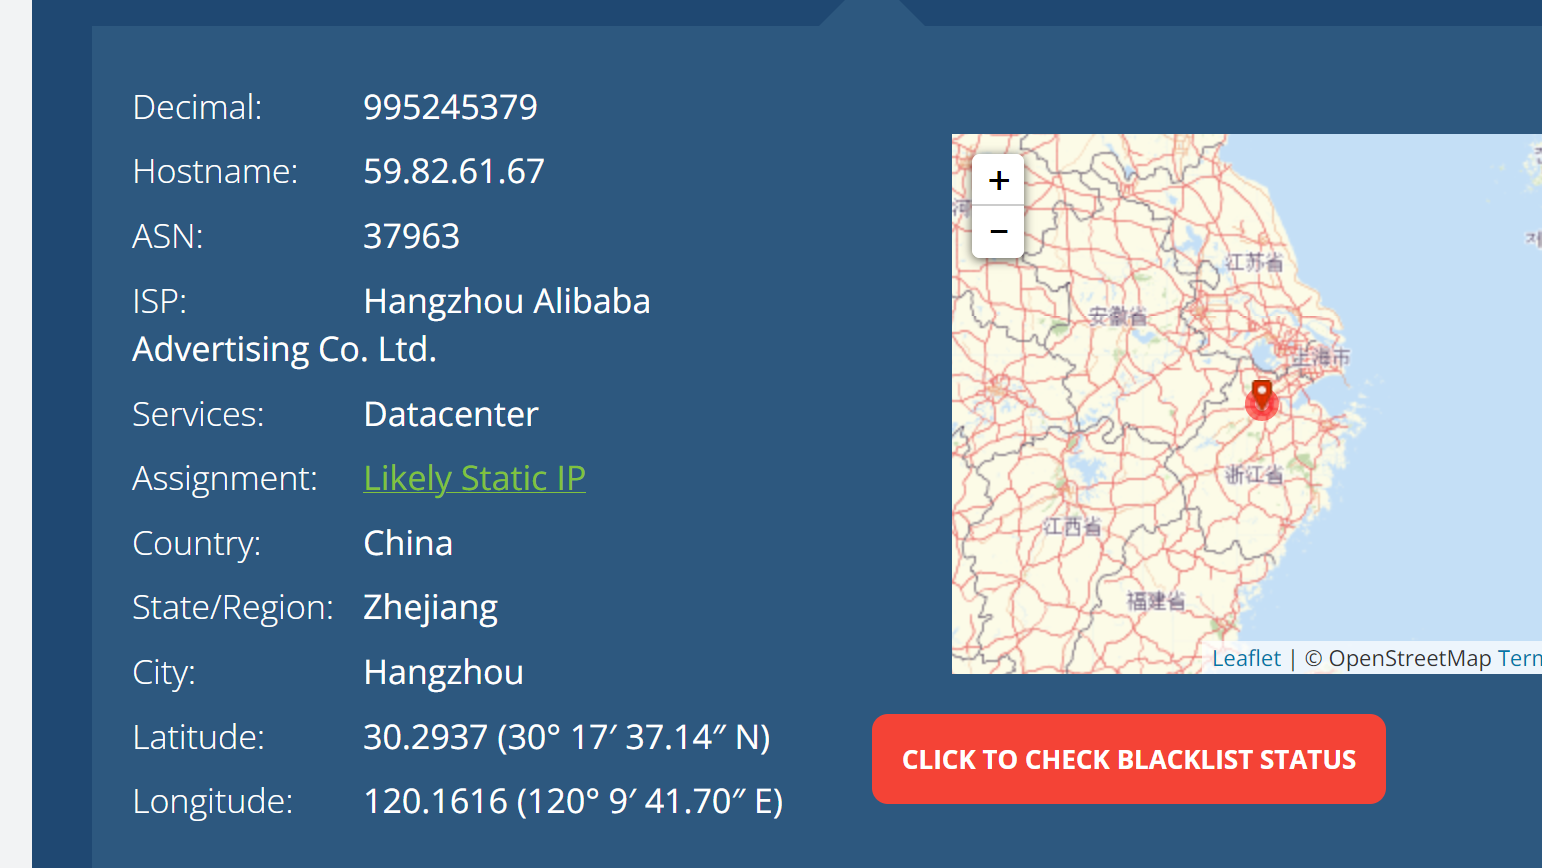 Decimal: 995245379
Hostname: 59.82.61.67
ASN: 37963
ISP: Hangzhou Alibaba
Advertising Co. Ltd.
Services: Datacenter
Assignment: Likely Static IP
Country: China
State/Region: Zhejiang
City: Hangzhou
Latitude: 30.2937 (30° 17′ 37.14″ N)
Longitude: 120.1616 (120° 9′ 41.70″ E)
+
−
河
江苏省
安徽省
上海市
浙江省
江西省
福建省
Leaflet | © OpenStreetMap Tern
CLICK TO CHECK BLACKLIST STATUS